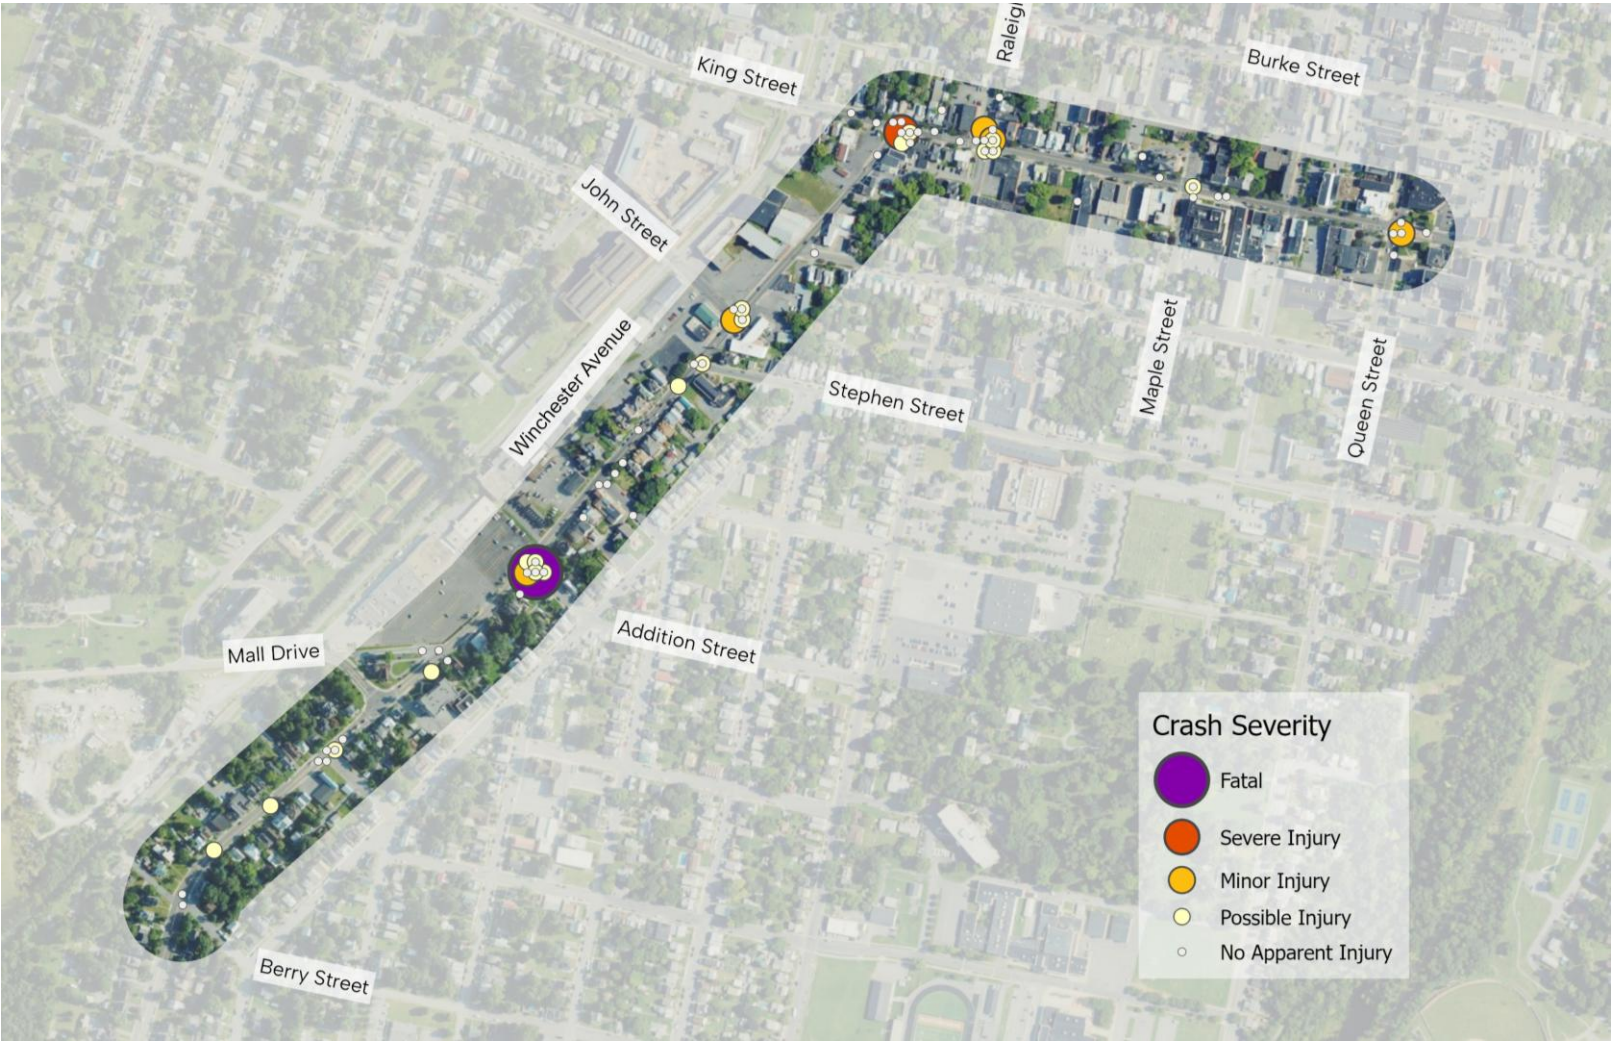 Raleig
King Street
Burke Street
John Street
Winchester Avenue
Stephen Street
Maple Street
Queen Street
Addition Street
Mall Drive
Berry Street
Crash Severity
Fatal
Severe Injury
Minor Injury
Possible Injury
No Apparent Injury